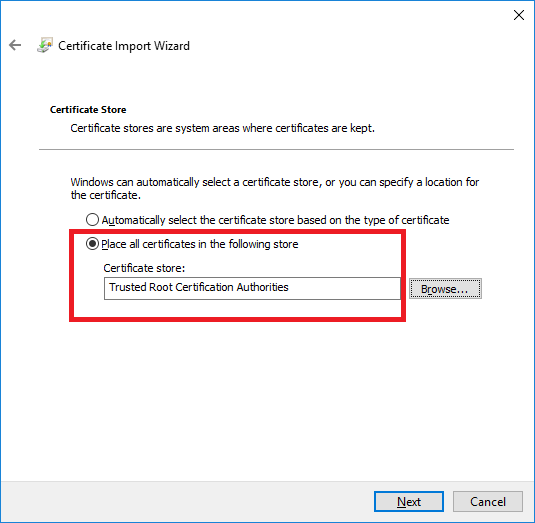 Certificate Import Wizard
Certificate Store
Certificate stores are system areas where certificates are kept.
Windows can automatically select a certificate store, or you can specify a location for
the certificate.
Automatically select the certificate store based on the type of certificate
Place all certificates in the following store
Certificate store:
Trusted Root Certification Authorities
Browse...
Next
Cancel